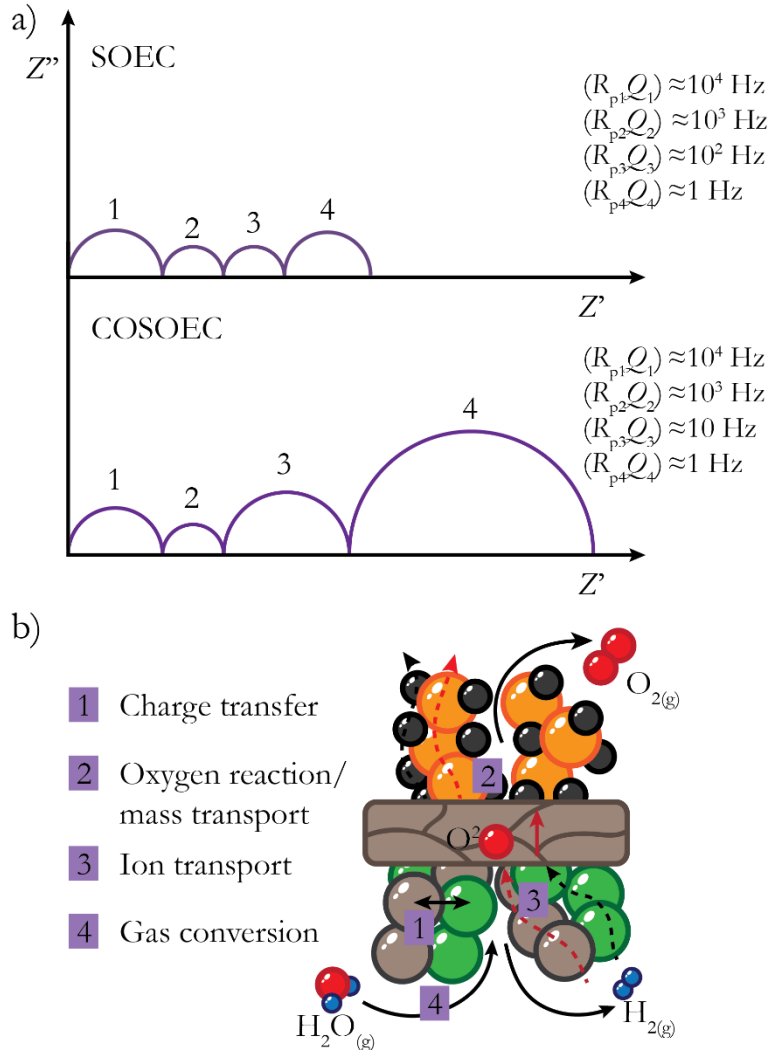 a)
Z''
SOEC
(Rp1Q1) ≈10⁴ Hz
(Rp2Q2) ≈10³ Hz
(Rp3Q3) ≈10² Hz
(Rp4Q4) ≈1 Hz
1
2
3
4
Z'
COSOEC
(Rp1Q1) ≈10⁴ Hz
(Rp2Q2) ≈10³ Hz
(Rp3Q3) ≈10 Hz
(Rp4Q4) ≈1 Hz
1
2
3
4
Z'
b)
1 Charge transfer
2 Oxygen reaction/
mass transport
3 Ion transport
4 Gas conversion
O2(g)
2
O²
3
1
4
H2O(g)
H2(g)